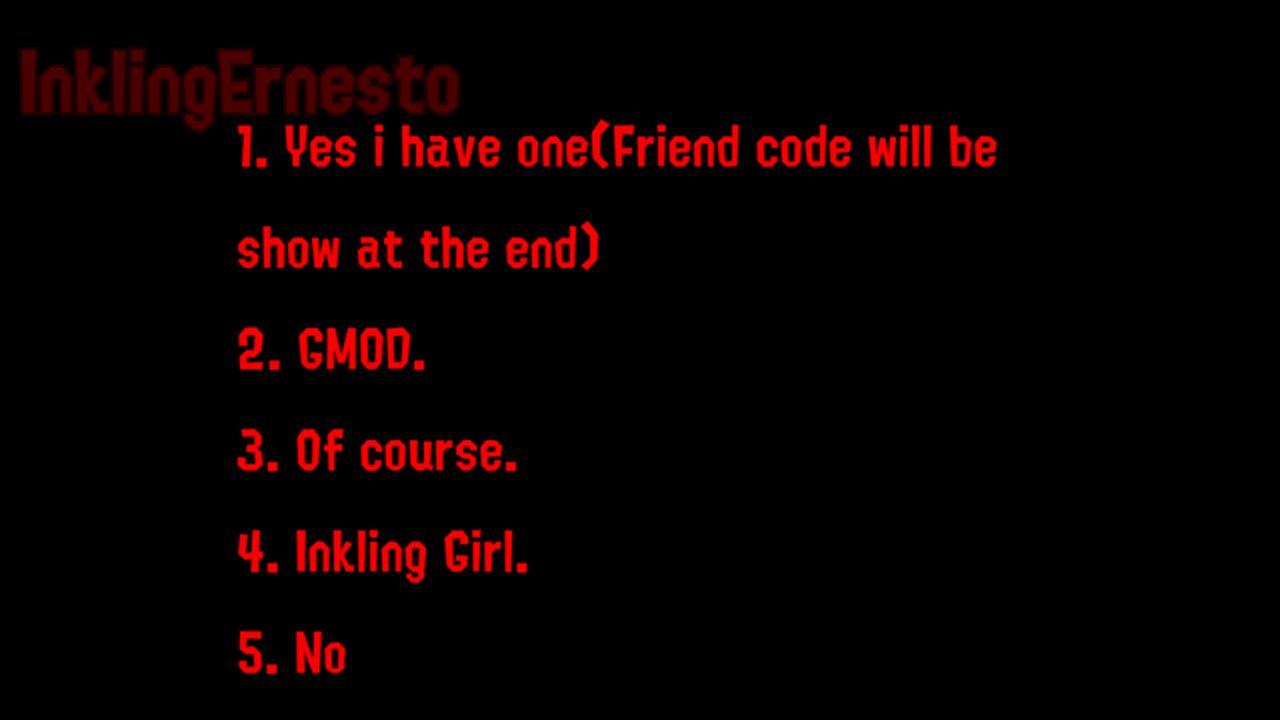 InklingErnesto
1. Yes i have one(Friend code will be
show at the end)
2. GMOD.
3. Of course.
4. Inkling Girl.
5. No